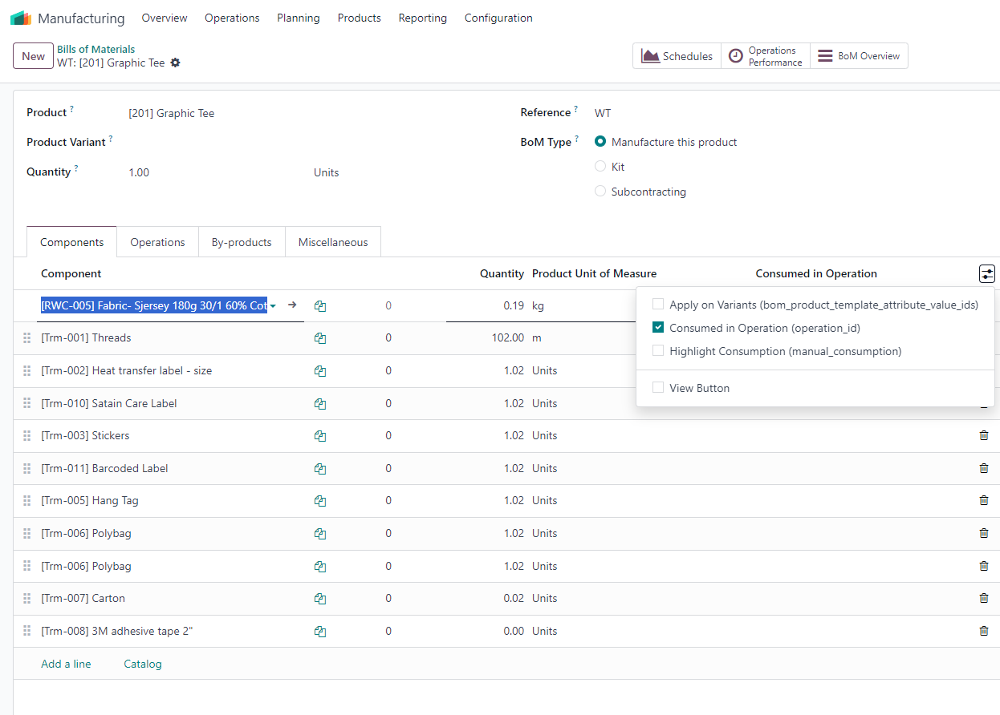 Manufacturing Overview Operations Planning Products Reporting Configuration
New
Bills of Materials
WT: [201] Graphic Tee
Schedules
Operations
Performance
BoM Overview
Product ? [201] Graphic Tee
Reference ? WT
Product Variant ?
BoM Type ? Manufacture this product
Kit
Subcontracting
Quantity ? 1.00 Units
Components Operations By-products Miscellaneous
Component Quantity Product Unit of Measure Consumed in Operation
[RWC-005] Fabric- Sjersey 180g 30/1 60% Cot 0 0.19 kg
[Trm-001] Threads 0 102.00 m
[Trm-002] Heat transfer label - size 0 1.02 Units
[Trm-010] Satain Care Label 0 1.02 Units
[Trm-003] Stickers 0 1.02 Units
[Trm-011] Barcoded Label 0 1.02 Units
[Trm-005] Hang Tag 0 1.02 Units
[Trm-006] Polybag 0 1.02 Units
[Trm-006] Polybag 0 1.02 Units
[Trm-007] Carton 0 0.02 Units
[Trm-008] 3M adhesive tape 2" 0 0.00 Units
Add a line Catalog
Apply on Variants (bom_product_template_attribute_value_ids)
Consumed in Operation (operation_id)
Highlight Consumption (manual_consumption)
View Button